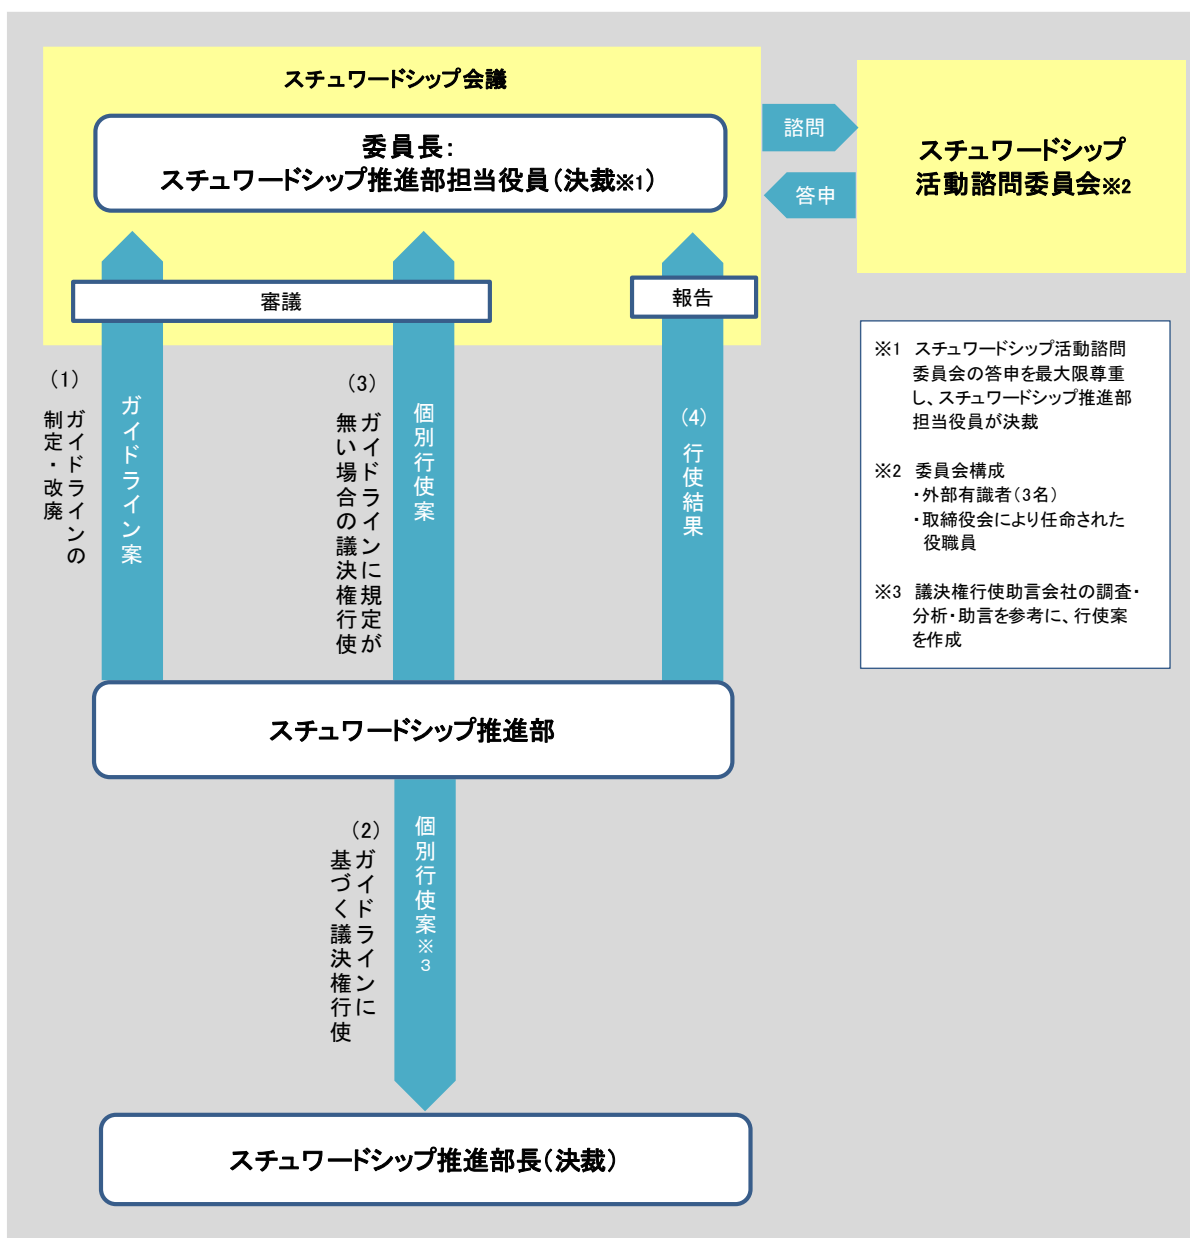 スチュワードシップ会議
委員長：
スチュワードシップ推進部担当役員（決裁※1）
諮問
答申
スチュワードシップ
活動諮問委員会※2
審議
報告
（1）
ガイドラインの
制定・改廃
ガイドライン案
（3）
ガイドラインに規定が
無い場合の議決権行使
個別行使案
（4）
行使結果
※1　スチュワードシップ活動諮問
委員会の答申を最大限尊重
し、スチュワードシップ推進部
担当役員が決裁
※2　委員会構成
・外部有識者（3名）
・取締役会により任命された
役職員
※3　議決権行使助言会社の調査・
分析・助言を参考に、行使案
を作成
スチュワードシップ推進部
（2）
ガイドラインに
基づく議決権行使
個別行使案※3
スチュワードシップ推進部長（決裁）